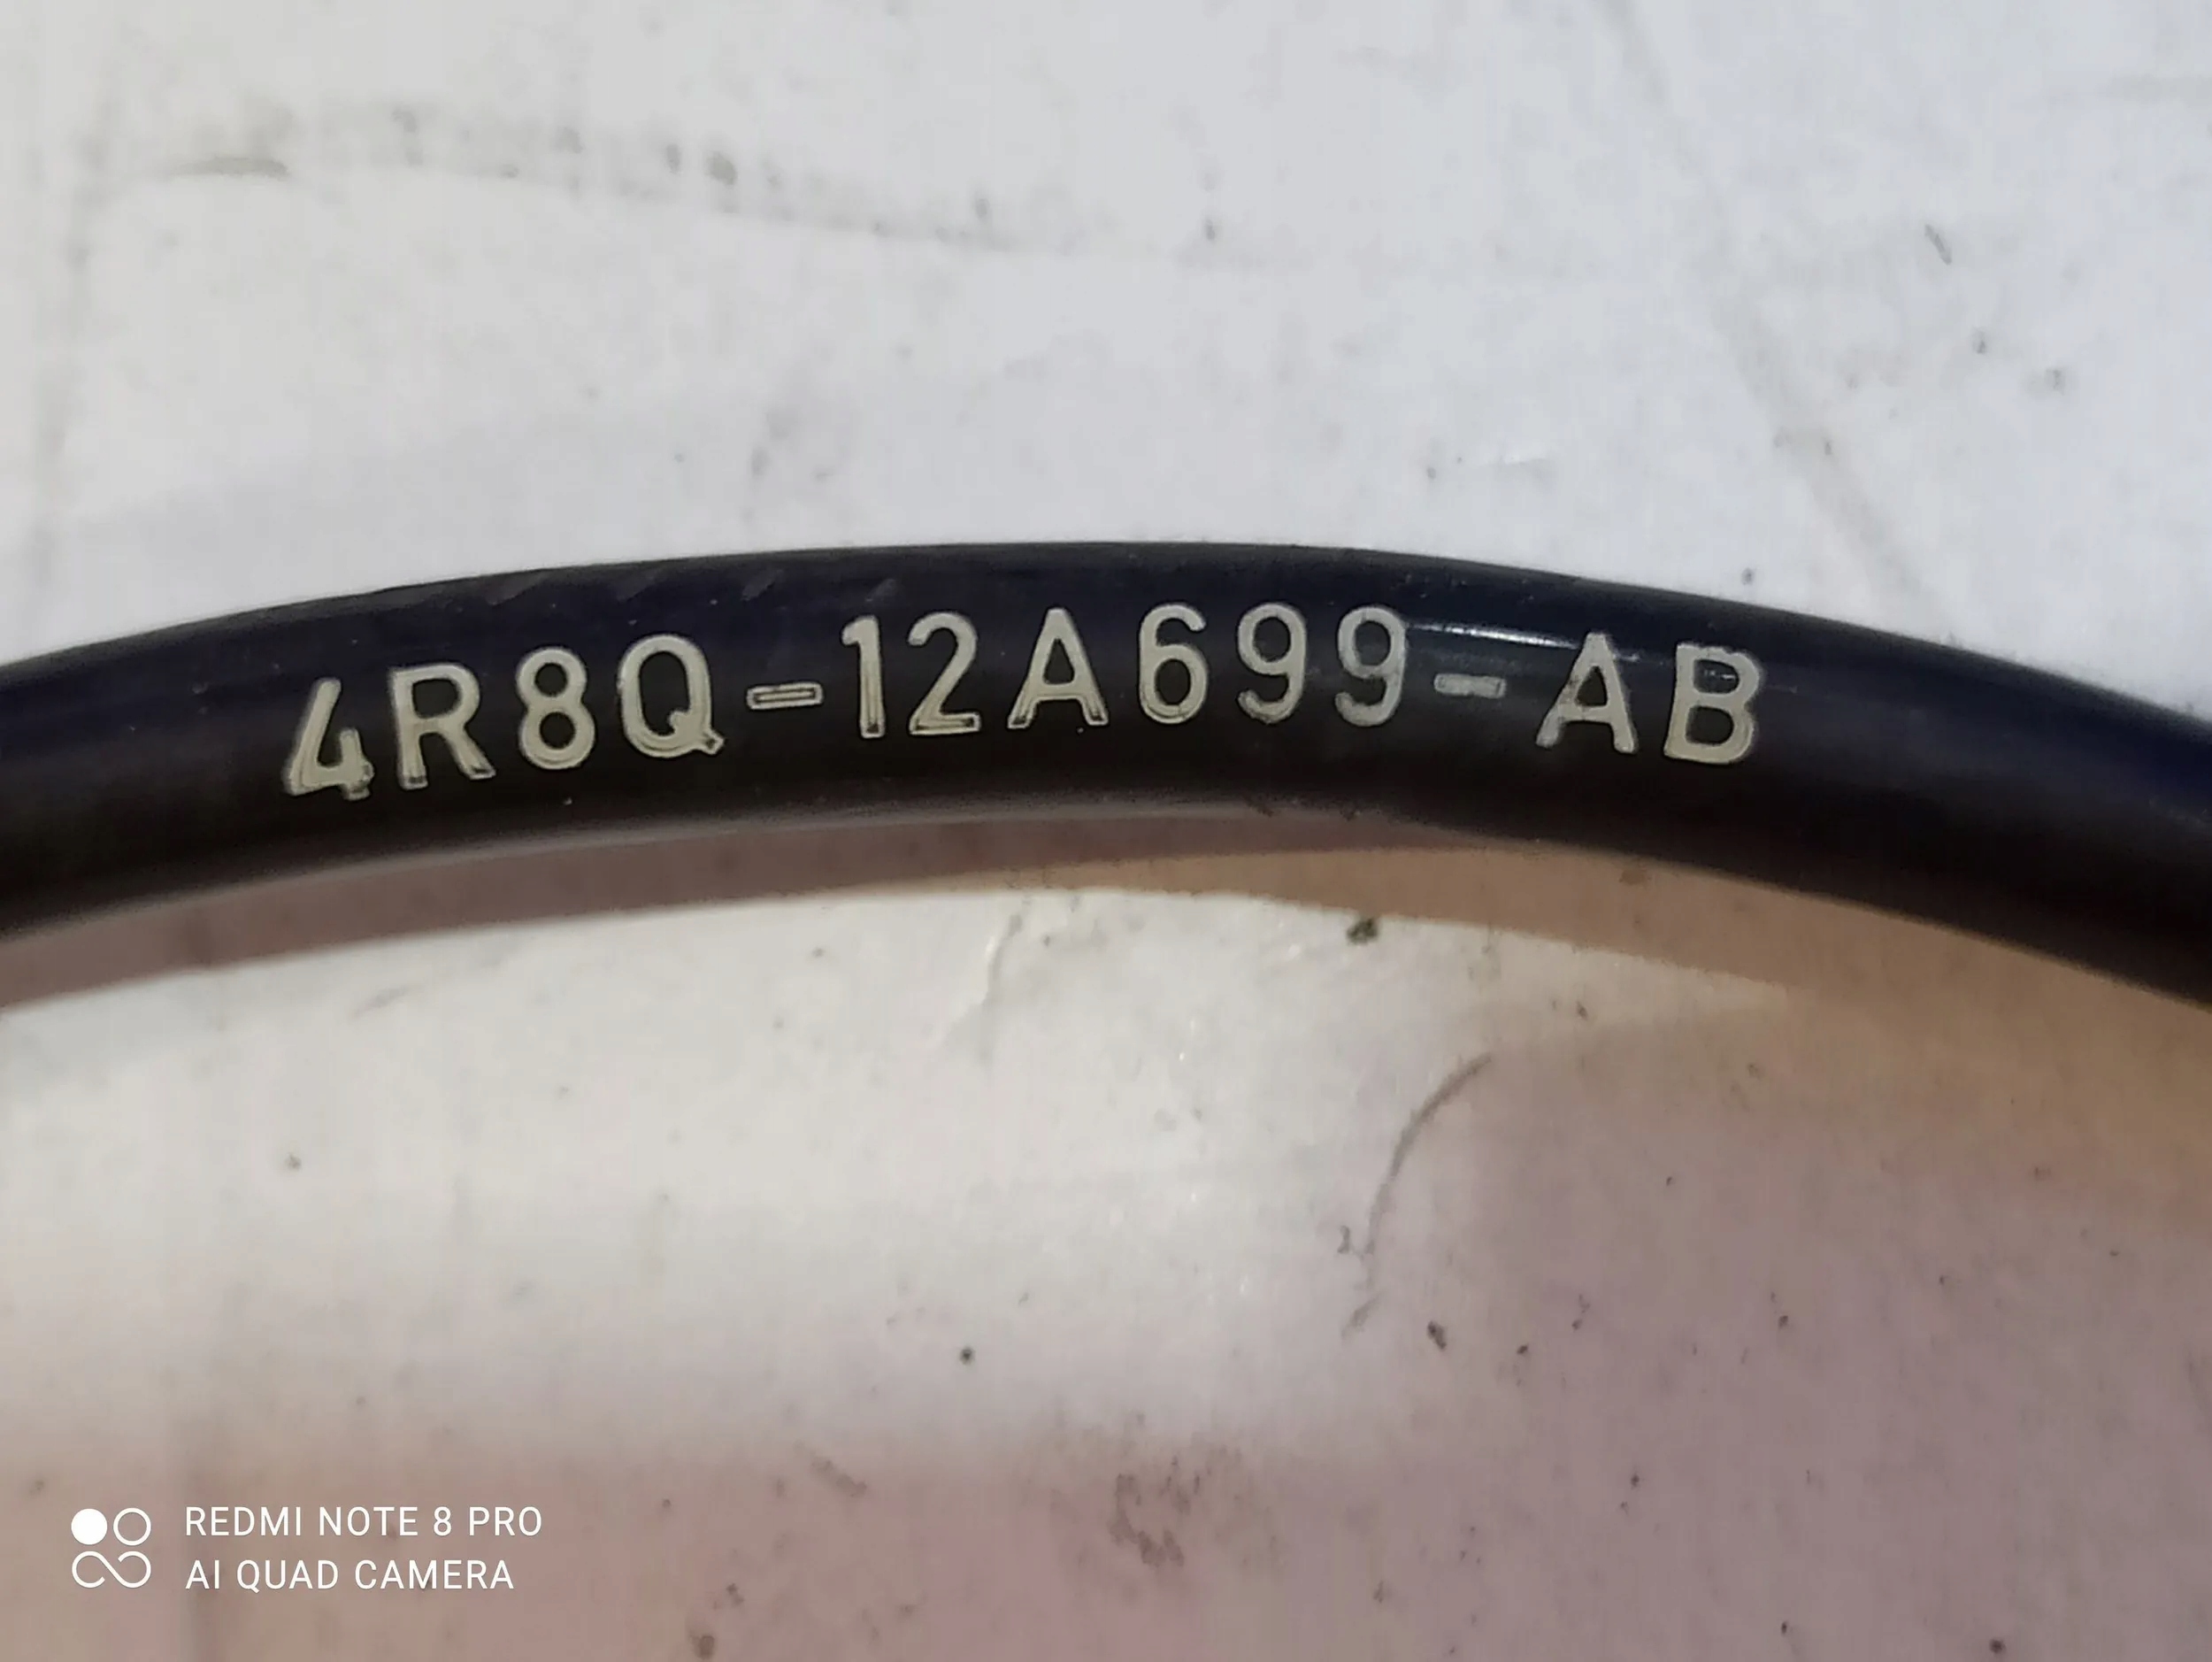 4R8Q-12A699-AB
REDMI NOTE 8 PRO
AI QUAD CAMERA